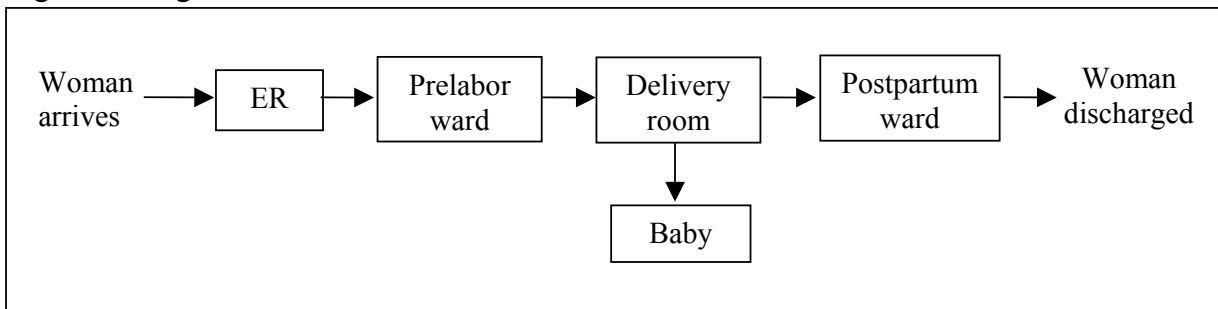 Woman
arrives
ER
Prelabor
ward
Delivery
room
Postpartum
ward
Woman
discharged
Baby